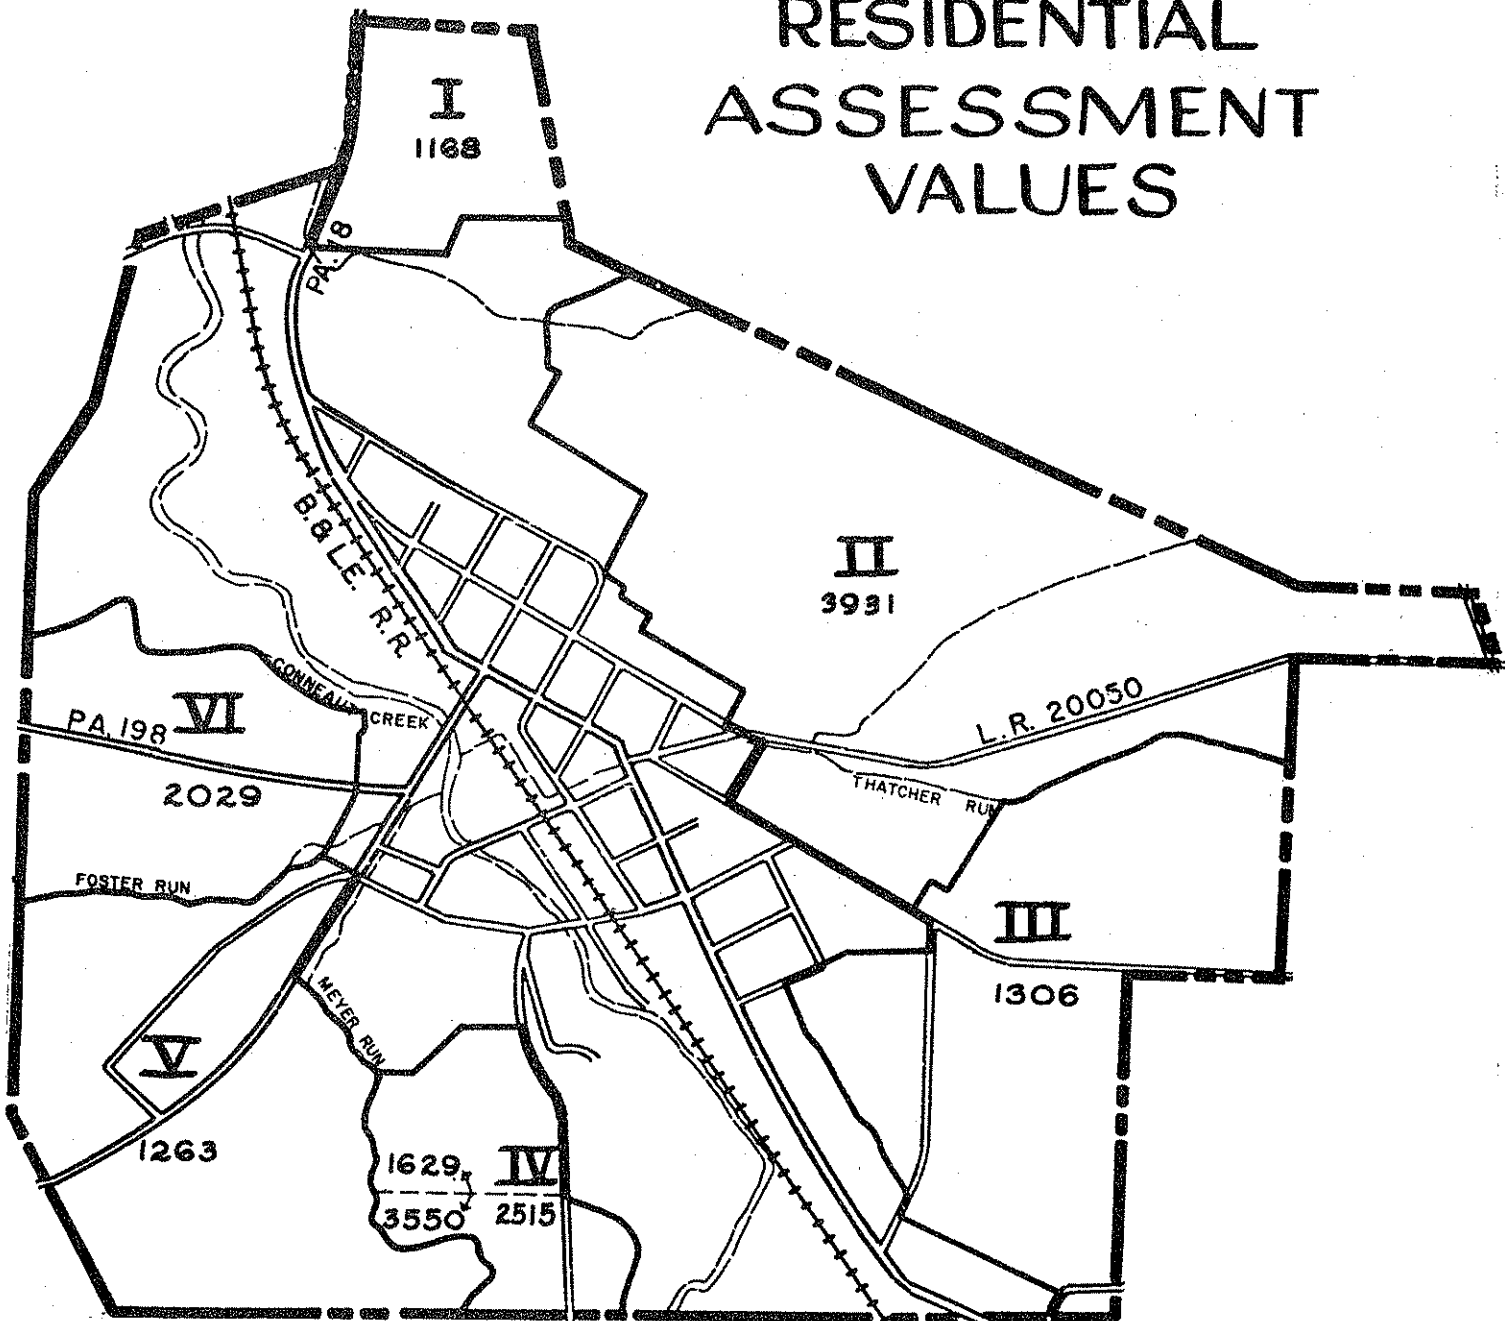 RESIDENTIAL
ASSESSMENT
VALUES
I
1168
PA. 18
B. & L.E. R.R.
II
3931
CONNEAUT
CREEK
VI
PA. 198
2029
L. R. 20050
THATCHER RUN
FOSTER RUN
III
1306
MEYER RUN
V
1263
1629
IV
3550
2515